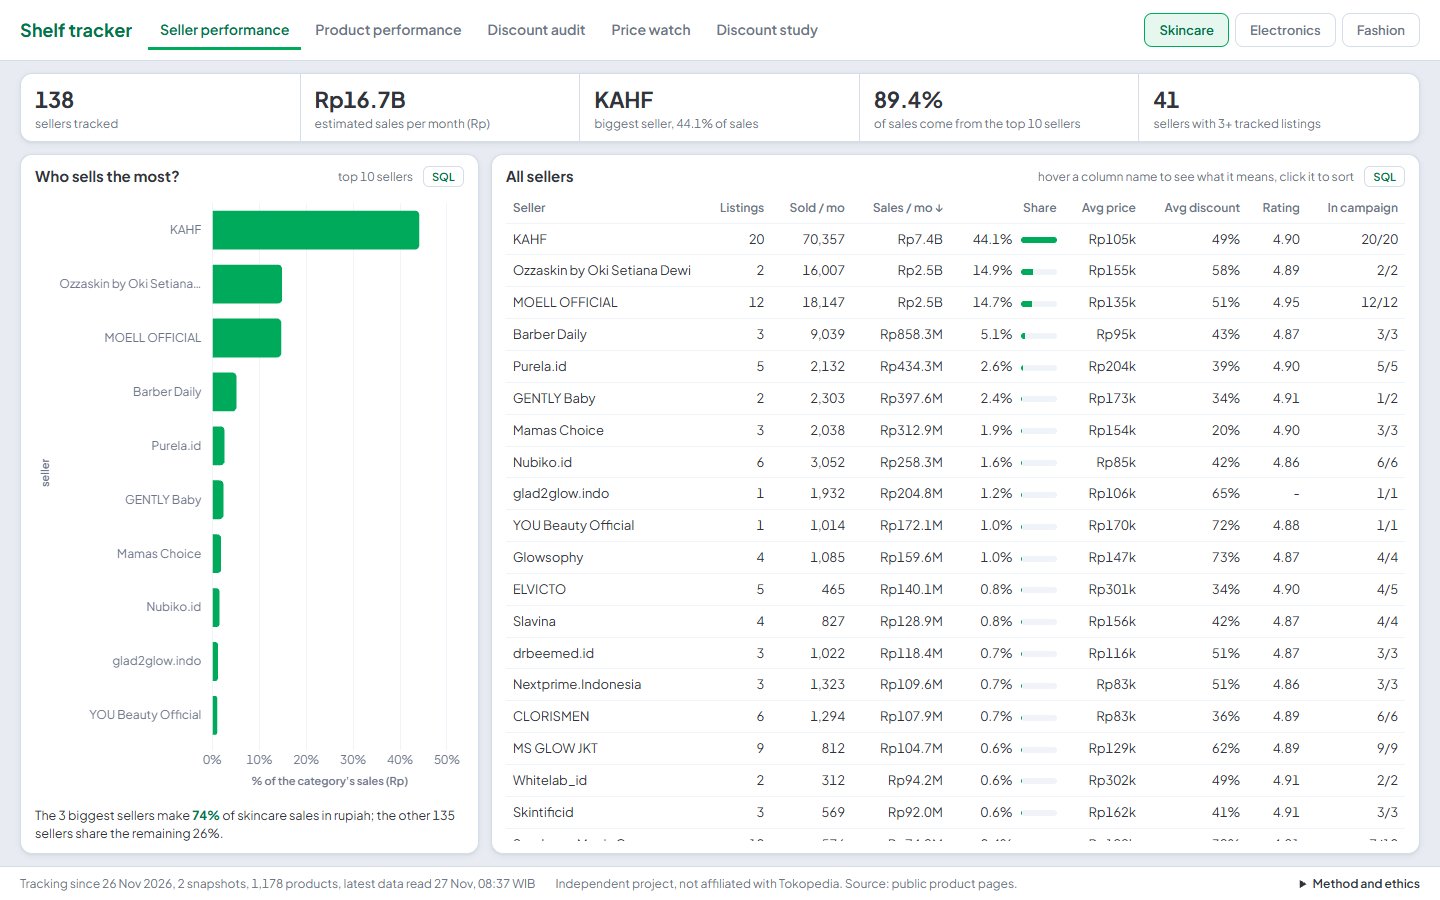 Shelf tracker Seller performance Product performance Discount audit Price watch Discount study Skincare Electronics Fashion
138
sellers tracked
Rp16.7B
estimated sales per month (Rp)
KAHF
biggest seller, 44.1% of sales
89.4%
of sales come from the top 10 sellers
41
sellers with 3+ tracked listings
Who sells the most? top 10 sellers SQL
KAHF
Ozzaskin by Oki Setiana…
MOELL OFFICIAL
Barber Daily
Purela.id
GENTLY Baby
Mamas Choice
Nubiko.id
glad2glow.indo
YOU Beauty Official
seller
0% 10% 20% 30% 40% 50%
% of the category's sales (Rp)
The 3 biggest sellers make 74% of skincare sales in rupiah; the other 135
sellers share the remaining 26%.
All sellers hover a column name to see what it means, click it to sort SQL
Seller Listings Sold / mo Sales / mo ↓ Share Avg price Avg discount Rating In campaign
KAHF 20 70,357 Rp7.4B 44.1% Rp105k 49% 4.90 20/20
Ozzaskin by Oki Setiana Dewi 2 16,007 Rp2.5B 14.9% Rp155k 58% 4.89 2/2
MOELL OFFICIAL 12 18,147 Rp2.5B 14.7% Rp135k 51% 4.95 12/12
Barber Daily 3 9,039 Rp858.3M 5.1% Rp95k 43% 4.87 3/3
Purela.id 5 2,132 Rp434.3M 2.6% Rp204k 39% 4.90 5/5
GENTLY Baby 2 2,303 Rp397.6M 2.4% Rp173k 34% 4.91 1/2
Mamas Choice 3 2,038 Rp312.9M 1.9% Rp154k 20% 4.90 3/3
Nubiko.id 6 3,052 Rp258.3M 1.6% Rp85k 42% 4.86 6/6
glad2glow.indo 1 1,932 Rp204.8M 1.2% Rp106k 65% - 1/1
YOU Beauty Official 1 1,014 Rp172.1M 1.0% Rp170k 72% 4.88 1/1
Glowsophy 4 1,085 Rp159.6M 1.0% Rp147k 73% 4.87 4/4
ELVICTO 5 465 Rp140.1M 0.8% Rp301k 34% 4.90 4/5
Slavina 4 827 Rp128.9M 0.8% Rp156k 42% 4.87 4/4
drbeemed.id 3 1,022 Rp118.4M 0.7% Rp116k 51% 4.87 3/3
Nextprime.Indonesia 3 1,323 Rp109.6M 0.7% Rp83k 51% 4.86 3/3
CLORISMEN 6 1,294 Rp107.9M 0.7% Rp83k 36% 4.89 6/6
MS GLOW JKT 9 812 Rp104.7M 0.6% Rp129k 62% 4.89 9/9
Whitelab_id 2 312 Rp94.2M 0.6% Rp302k 49% 4.91 2/2
Skintificid 3 569 Rp92.0M 0.6% Rp162k 41% 4.91 3/3
Tracking since 26 Nov 2026, 2 snapshots, 1,178 products, latest data read 27 Nov, 08:37 WIB Independent project, not affiliated with Tokopedia. Source: public product pages. ▶ Method and ethics